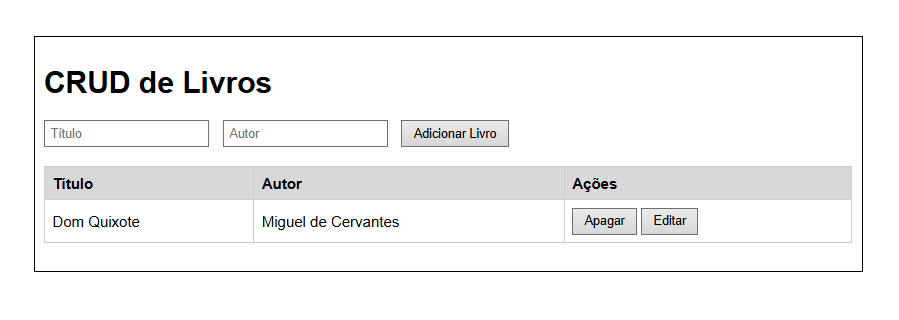 CRUD de Livros
Título Autor Adicionar Livro
Título Autor Ações
Dom Quixote Miguel de Cervantes Apagar Editar